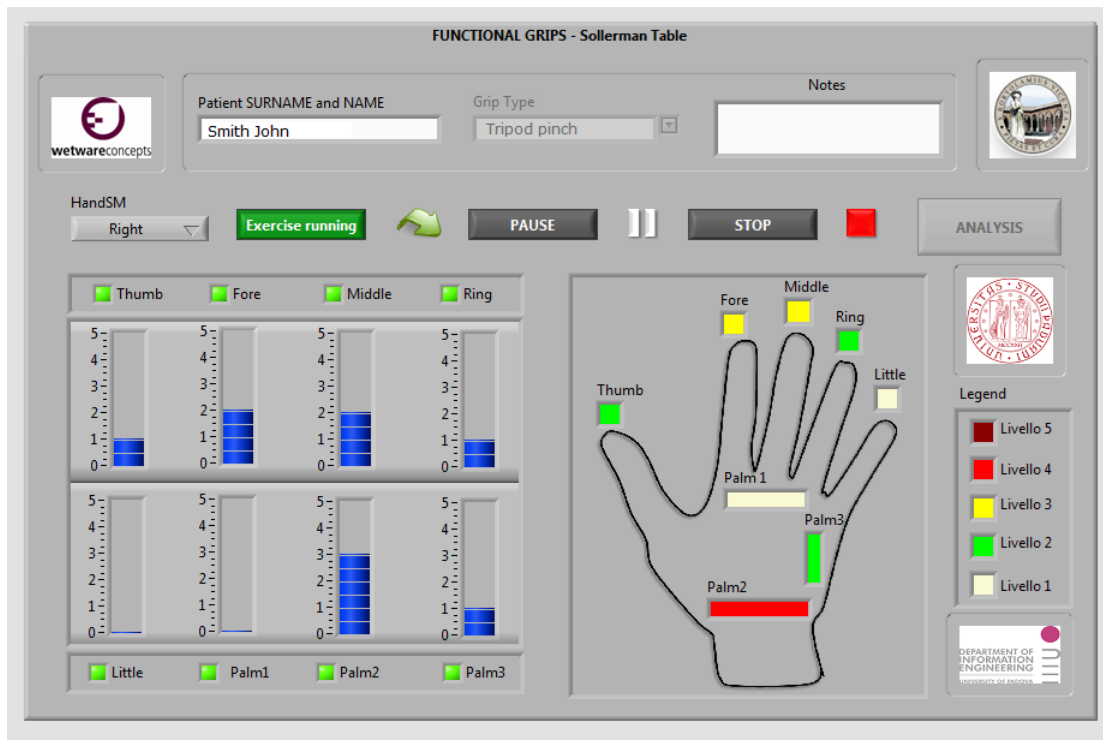 FUNCTIONAL GRIPS - Sollerman Table
Patient SURNAME and NAME
Grip Type
Notes
Smith John
Tripod pinch
wetwareconcepts
HandSM
Right
Exercise running
PAUSE
STOP
ANALYSIS
Thumb Fore Middle Ring
5 5 5 5
4 4 4 4
3 3 3 3
2 2 2 2
1 1 1 1
0 0 0 0
5 5 5 5
4 4 4 4
3 3 3 3
2 2 2 2
1 1 1 1
0 0 0 0
Little Palm1 Palm2 Palm3
Middle
Fore
Ring
Little
Thumb
Palm 1
Palm3
Palm2
Legend
Livello 5
Livello 4
Livello 3
Livello 2
Livello 1
DEPARTMENT OF
INFORMATION
ENGINEERING
UNIVERSITY OF PADOVA